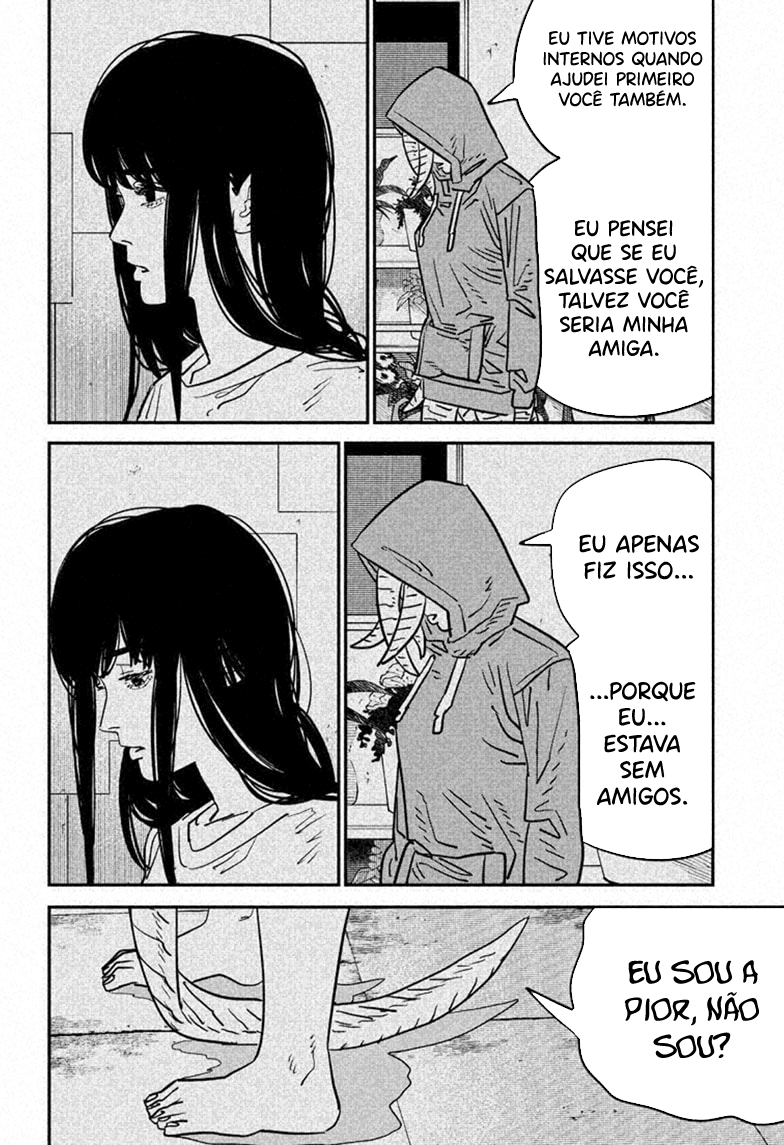 EU TIVE MOTIVOS
INTERNOS QUANDO
AJUDEI PRIMEIRO
VOCÊ TAMBÉM.
EU PENSEI
QUE SE EU
SALVASSE VOCÊ,
TALVEZ VOCÊ
SERIA MINHA
AMIGA.
EU APENAS
FIZ ISSO...
...PORQUE
EU...
ESTAVA
SEM
AMIGOS.
EU SOU A
PIOR, NÃO
SOU?